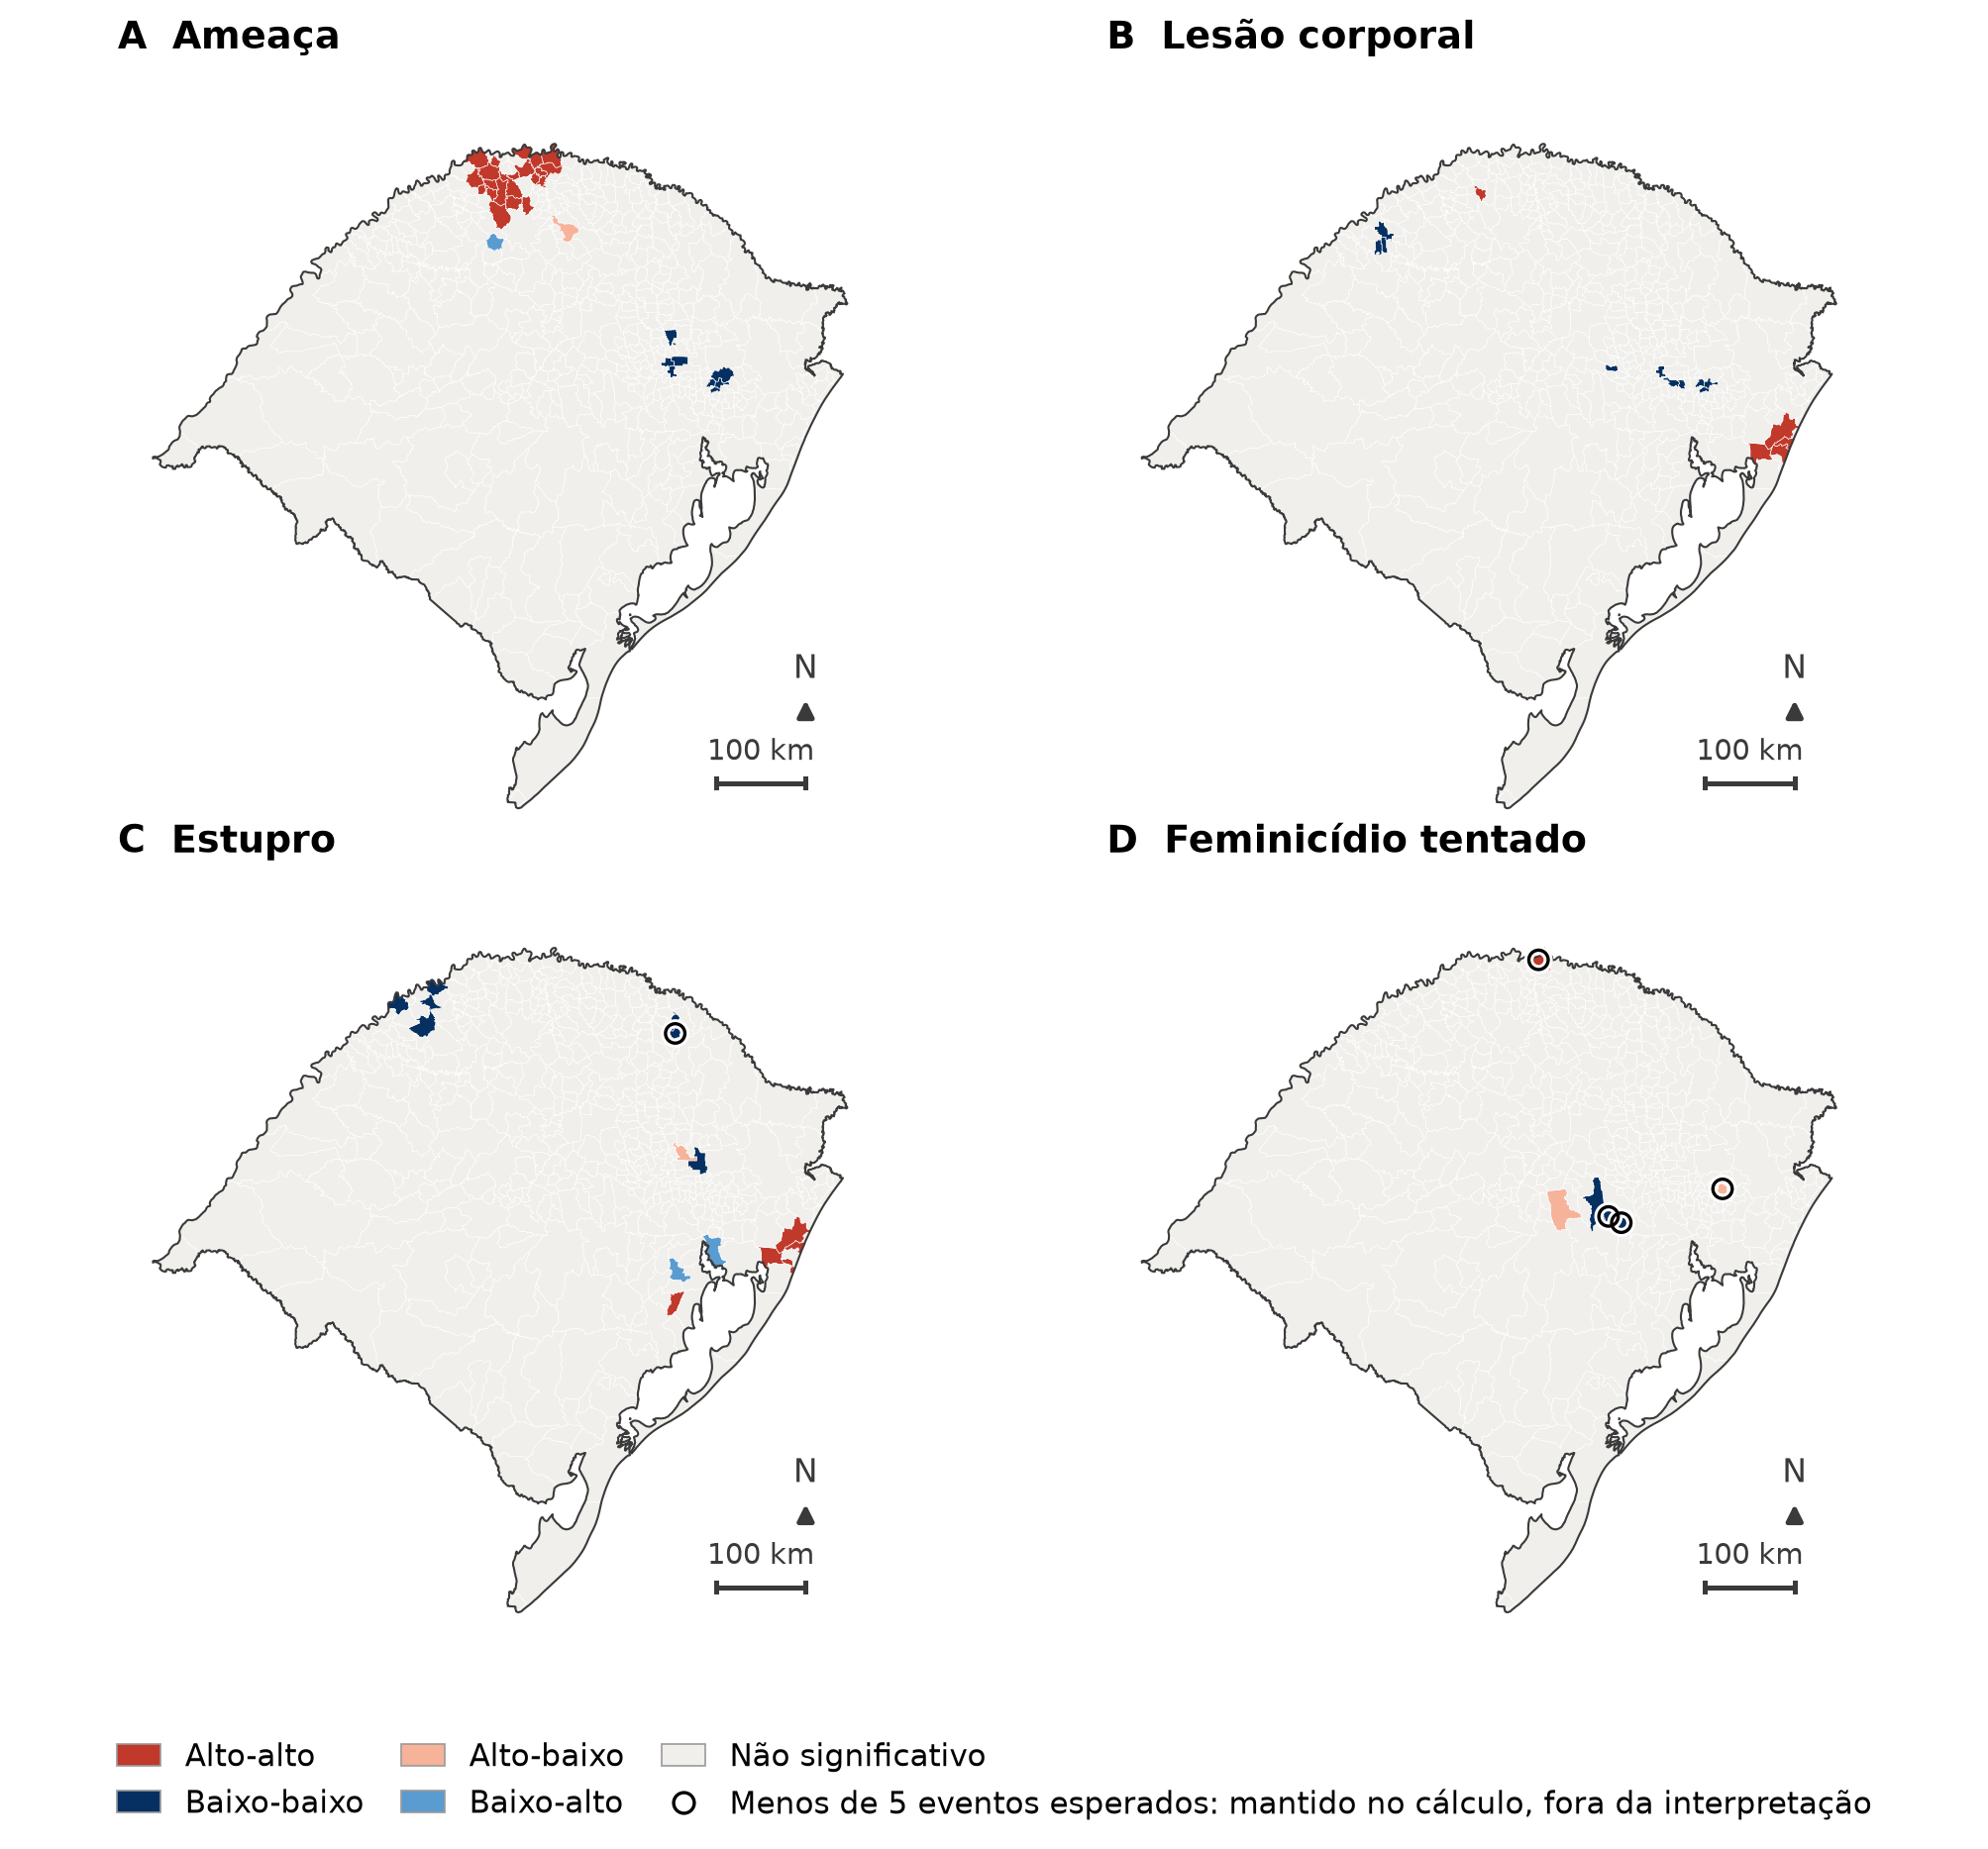 A Ameaça
B Lesão corporal
N
100 km
N
100 km
C Estupro
D Feminicídio tentado
N
100 km
N
100 km
Alto-alto
Alto-baixo
Não significativo
Baixo-baixo
Baixo-alto
Menos de 5 eventos esperados: mantido no cálculo, fora da interpretação